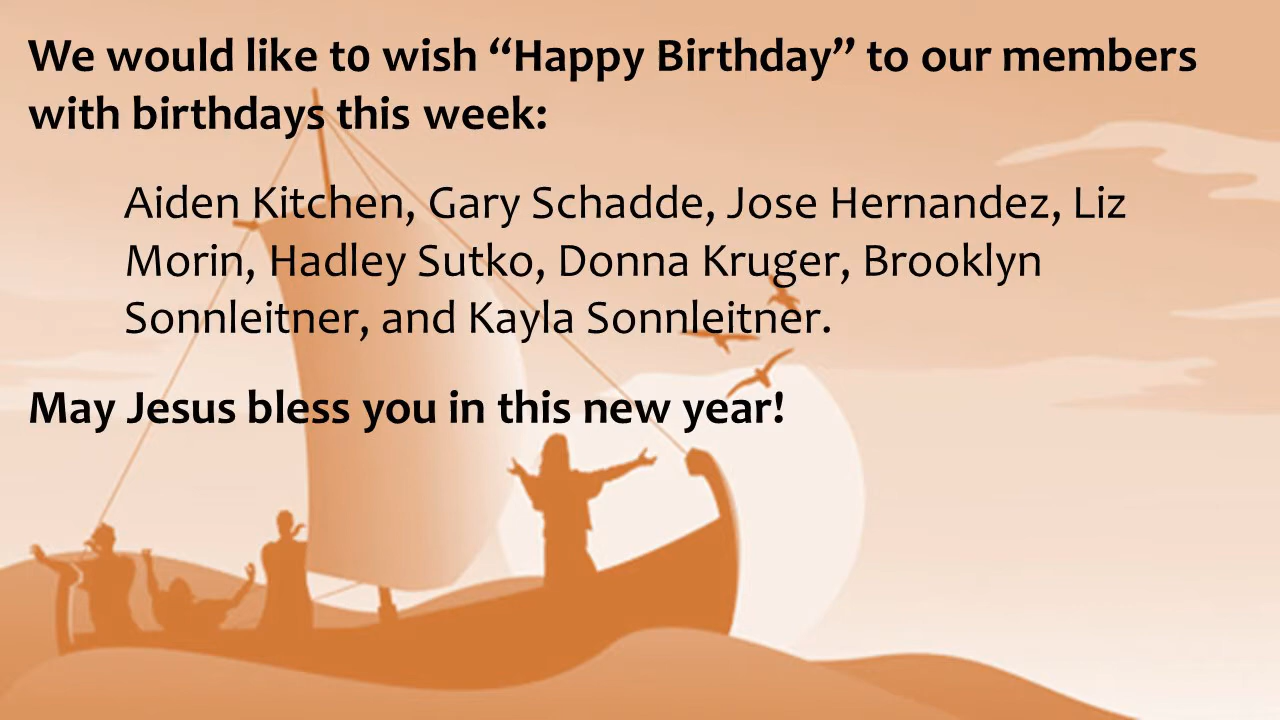 We would like t0 wish “Happy Birthday” to our members
with birthdays this week:
Aiden Kitchen, Gary Schadde, Jose Hernandez, Liz
Morin, Hadley Sutko, Donna Kruger, Brooklyn
Sonnleitner, and Kayla Sonnleitner.
May Jesus bless you in this new year!